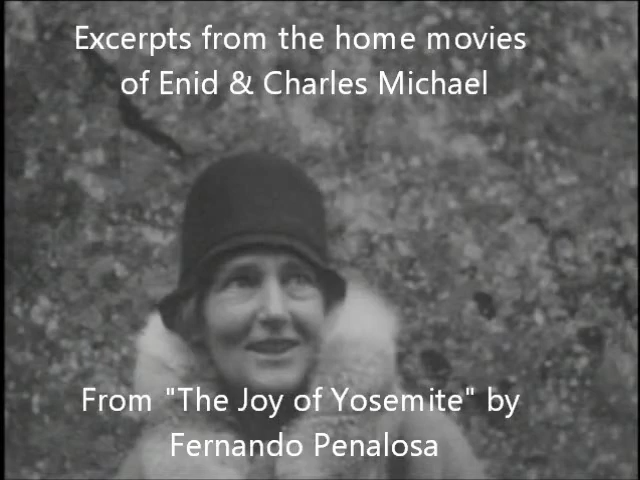 Excerpts from the home movies
of Enid & Charles Michael
From "The Joy of Yosemite" by
Fernando Penalosa